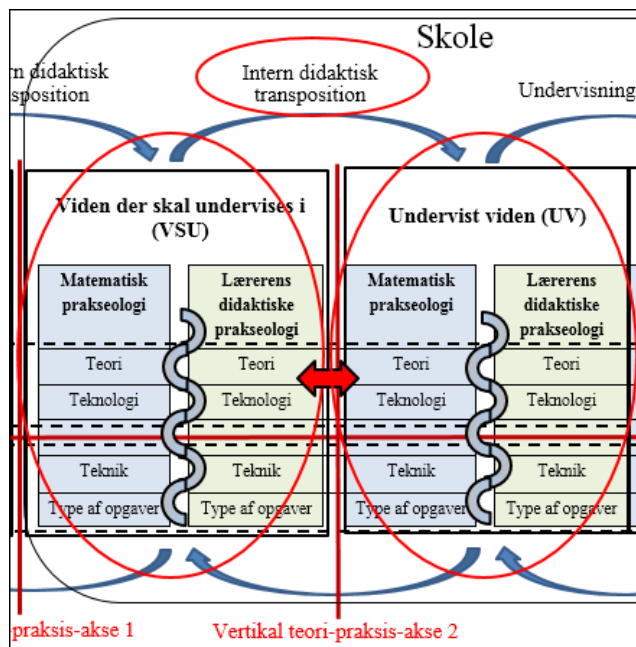 Skole
rn didaktisk
sposition
Intern didaktisk
transposition
Undervisning
Viden der skal undervises i
(VSU)
Matematisk
prakseologi
Lærerens
didaktiske
prakseologi
Teori
Teori
Teknologi
Teknologi
Teknik
Teknik
Type af opgaver
Type af opgaver
Undervist viden (UV)
Matematisk
prakseologi
Lærerens
didaktiske
prakseologi
Teori
Teori
Teknologi
Teknologi
Teknik
Teknik
Type af opgaver
Type af opgaver
-praksis-akse 1
Vertikal teori-praksis-akse 2